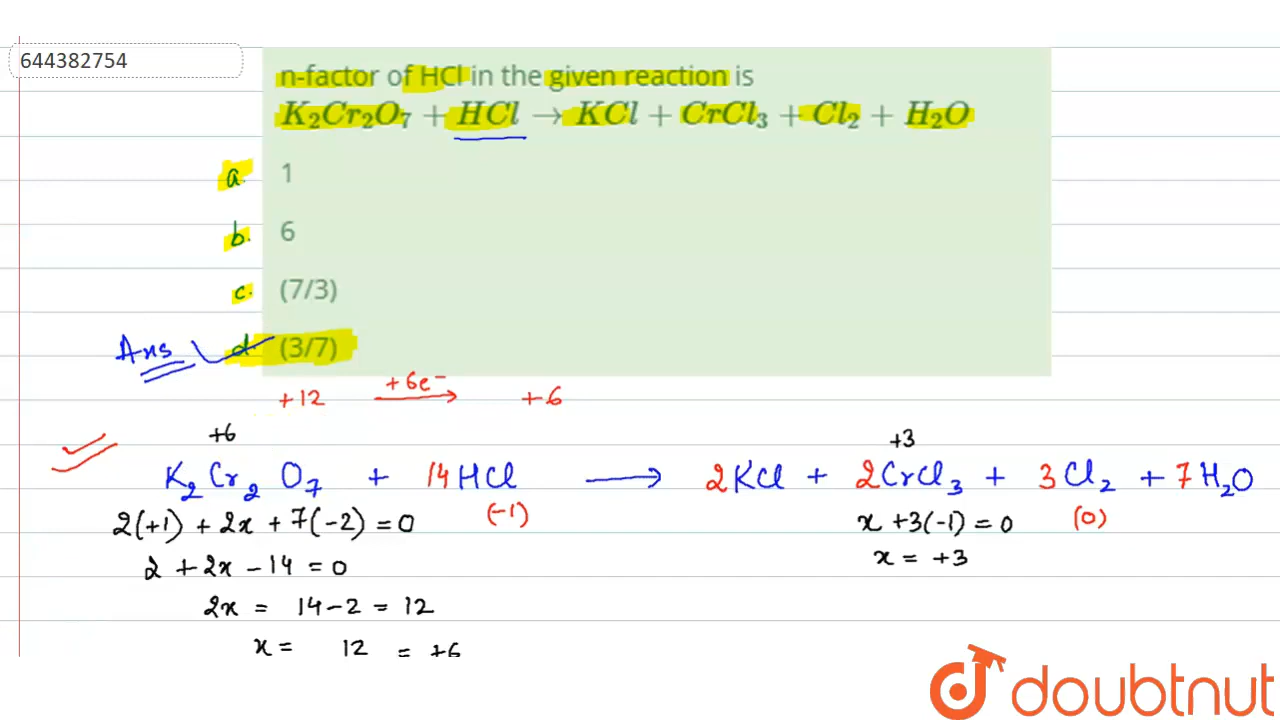 644382754
n-factor of HCl in the given reaction is
K₂Cr₂O₇ + HCl → KCl + CrCl₃ + Cl₂ + H₂O
a. 1
b. 6
c. (7/3)
Ans d. (3/7)
+12 +6e⁻ +6
+6 +3
K₂Cr₂O₇ + 14HCl → 2KCl + 2CrCl₃ + 3Cl₂ + 7H₂O
(-1) (0)
2(+1) + 2x + 7(-2) = 0 x + 3(-1) = 0
2 + 2x - 14 = 0 x = +3
2x = 14 - 2 = 12
x = 12 = +6
doubtnut